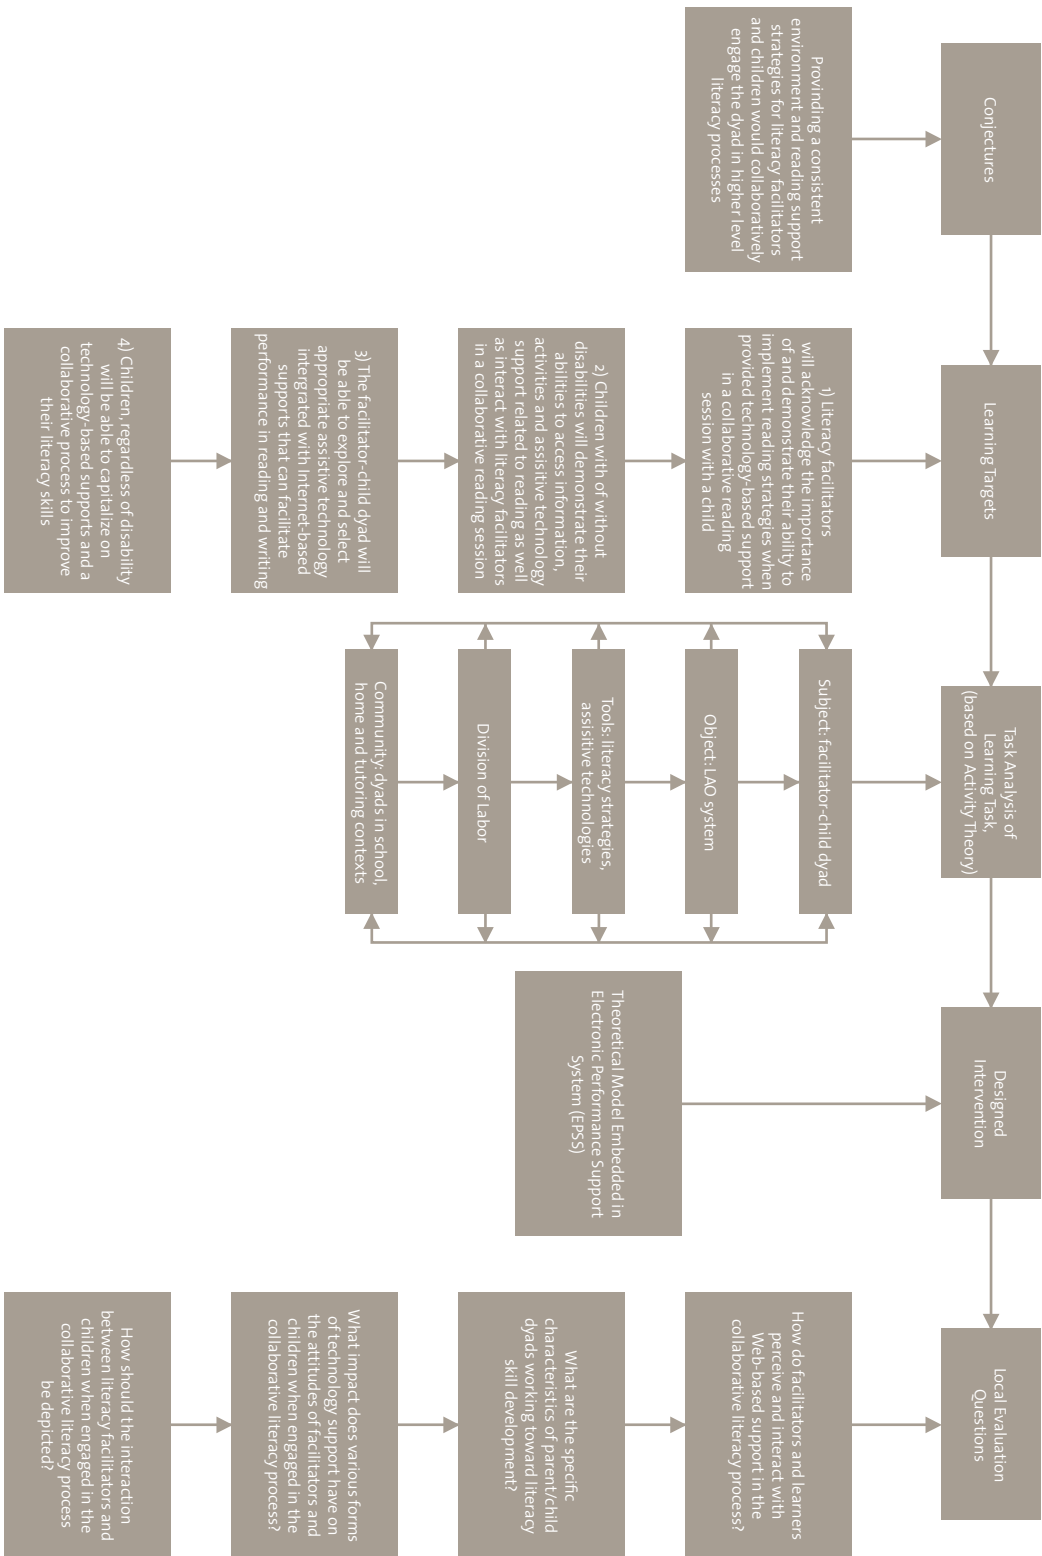 Conjectures
Provinding a consistent
environment and reading support
strategies for literacy facilitators
and children would collaboratively
engage the dyad in higher level
literacy processes
Learning Targets
1) Literacy facilitators
will acknowledge the importance
of and demonstrate their ability to
implement reading strategies when
provided technology-based support
in a collaborative reading
session with a child
2) Children with of without
disabilities will demonstrate their
abilities to access information,
activities and assisitive technology
support related to reading as well
as interact with literacy facilitators
in a collaborative reading session
3) The facilitator-child dyad will
be able to explore and select
appropriate assistive technology
intergrated with Internet-based
supports that can facilitate
performance in reading and writing
4) Children, regardless of disability
will be able to capitalize on
technology-based supports and a
collaborative process to improve
their literacy skills
Task Analysis of
Learning Task,
(based on Activity Theory)
Subject: facilitator-child dyad
Object: LAO system
Tools: literacy strategies,
assisitive technologies
Division of Labor
Community: dyads in school,
home and tutoring contexts
Designed
Intervention
Theoretical Model Embedded in
Electronic Performance Support
System (EPSS)
Local Evaluation
Questions
How do facilitators and learners
perceive and interact with
Web-based support in the
collaborative literacy process?
What are the specific
characteristics of parent/child
dyads working toward literacy
skill development?
What impact does various forms
of technology support have on
the attitudes of facilitators and
children when engaged in the
collaborative literacy process?
How should the interaction
between literacy facilitators and
children when engaged in the
collaborative literacy process
be depicted?